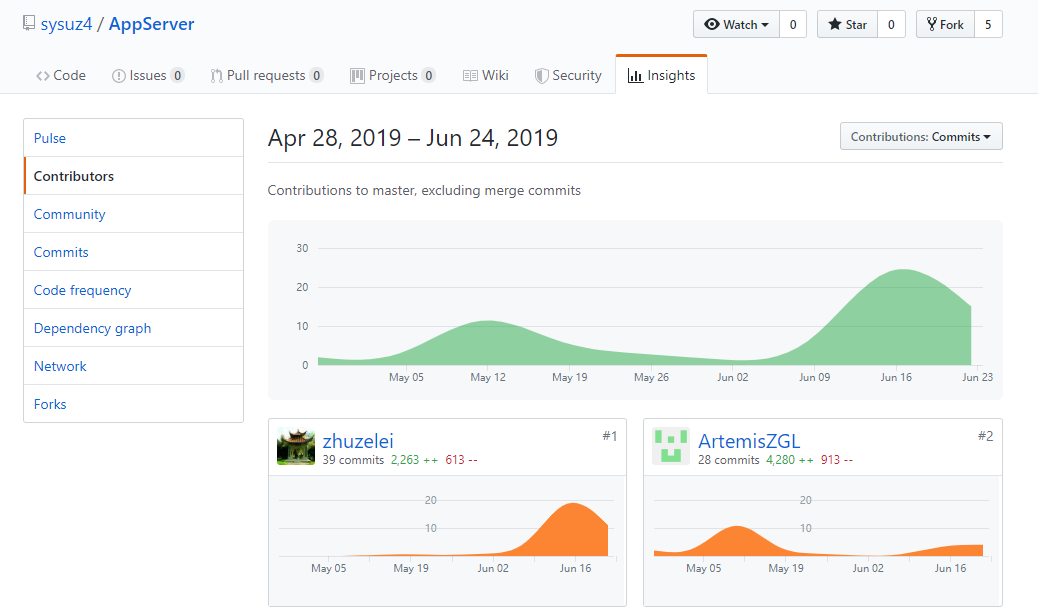 sysuz4 / AppServer
Watch 0 Star 0 Fork 5
Code Issues 0 Pull requests 0 Projects 0 Wiki Security Insights
Pulse
Contributors
Community
Commits
Code frequency
Dependency graph
Network
Forks
Apr 28, 2019 – Jun 24, 2019
Contributions: Commits
Contributions to master, excluding merge commits
30
20
10
0
May 05 May 12 May 19 May 26 Jun 02 Jun 09 Jun 16 Jun 23
zhuzelei #1
39 commits 2,263 ++ 613 --
20
10
May 05 May 19 Jun 02 Jun 16
ArtemisZGL #2
28 commits 4,280 ++ 913 --
20
10
May 05 May 19 Jun 02 Jun 16